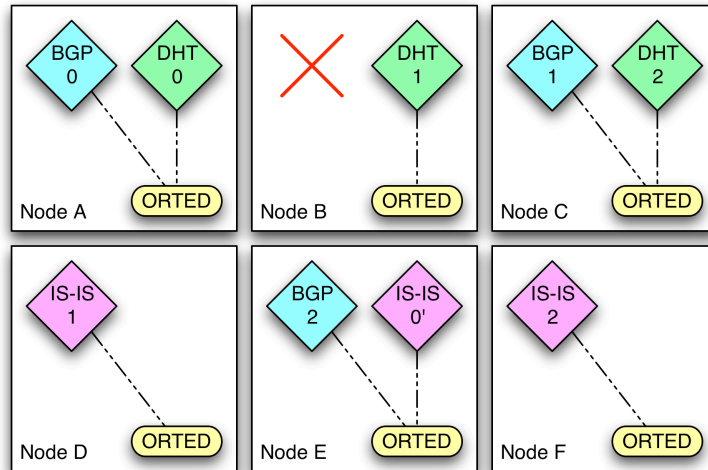 BGP
0
DHT
0
ORTED
Node A
DHT
1
ORTED
Node B
BGP
1
DHT
2
ORTED
Node C
IS-IS
1
ORTED
Node D
BGP
2
IS-IS
0'
ORTED
Node E
IS-IS
2
ORTED
Node F